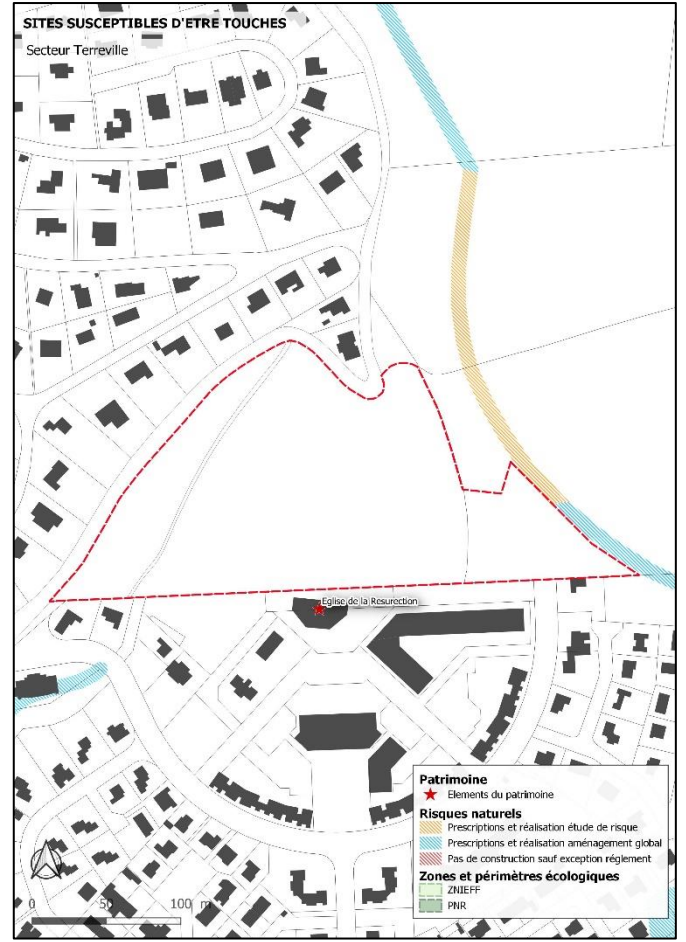 SITES SUSCEPTIBLES D'ETRE TOUCHES
Secteur Terreville
Eglise de la Resurection
Patrimoine
Elements du patrimoine
Risques naturels
Prescriptions et réalisation étude de risque
Prescriptions et réalisation aménagement global
Pas de construction sauf exception réglement
Zones et périmètres écologiques
ZNIEFF
PNR
0 50 100 m